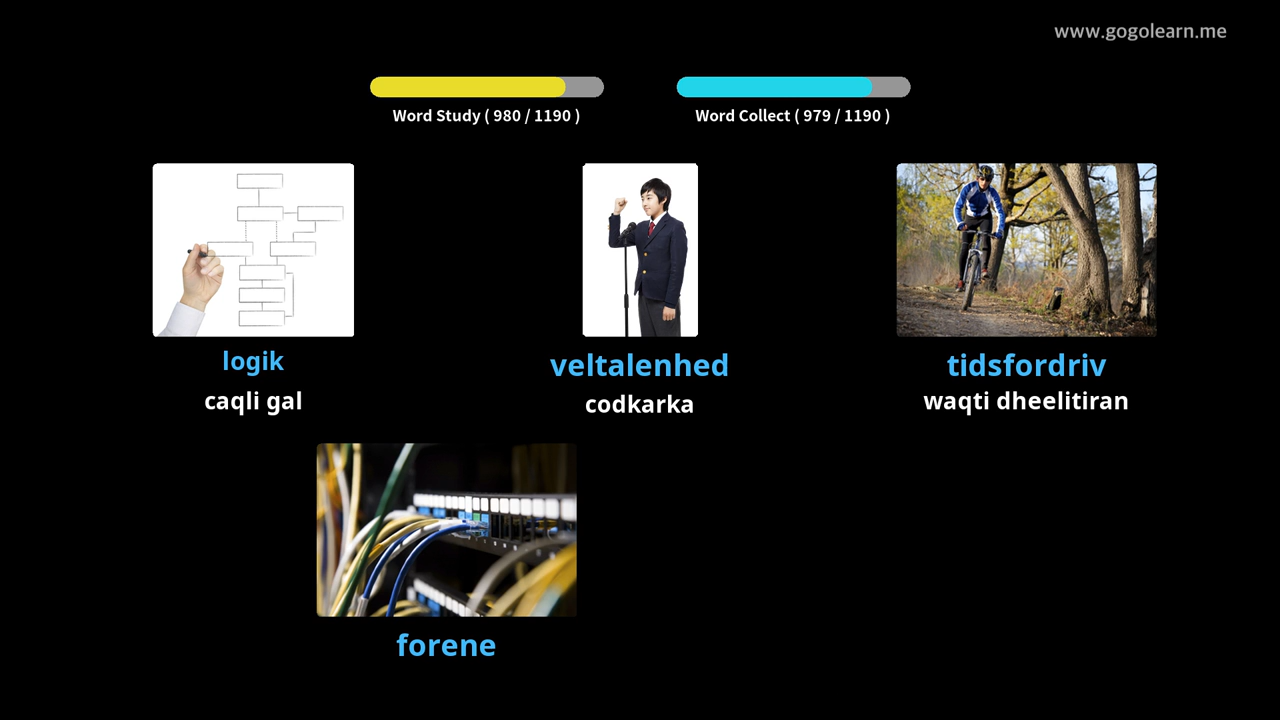 www.gogolearn.me
Word Study ( 980 / 1190 )
Word Collect ( 979 / 1190 )
logik
caqli gal
veltalenhed
codkarka
tidsfordriv
waqti dheelitiran
forene